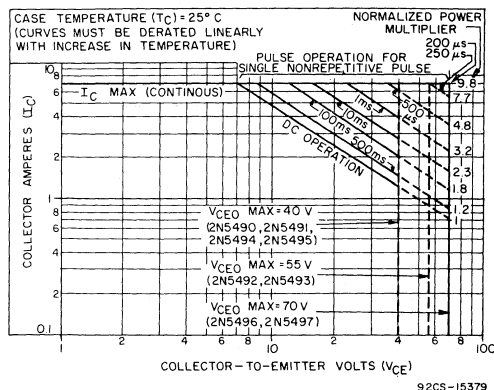 CASE TEMPERATURE (TC)=25° C
(CURVES MUST BE DERATED LINEARLY
WITH INCREASE IN TEMPERATURE)
NORMALIZED POWER
MULTIPLIER
PULSE OPERATION FOR
SINGLE NONREPETITIVE PULSE
200 μs
250 μs
IC MAX (CONTINOUS)
500 μs
1ms
10ms
100ms
500ms
DC OPERATION
9.8
7.7
4.8
3.2
2.3
1.8
1.2
1
VCEO MAX=40 V
(2N5490, 2N5491,
2N5494, 2N5495)
VCEO MAX=55 V
(2N5492, 2N5493)
VCEO MAX=70 V
(2N5496, 2N5497)
COLLECTOR AMPERES (IC)
10
8
6
4
2
1
8
6
4
2
0.1
1 2 4 6 8 10 2 4 6 8 100
COLLECTOR-TO-EMITTER VOLTS (VCE)
92CS-15379